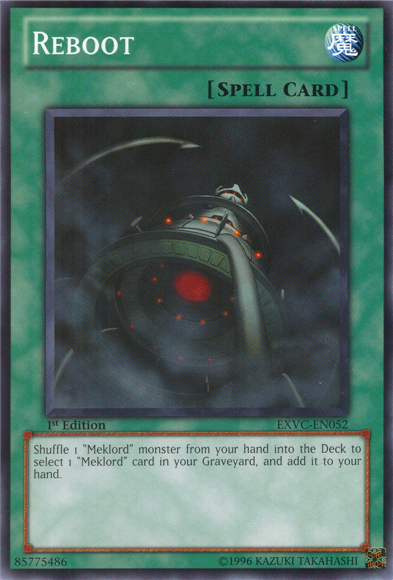 REBOOT
SPELL
魔
[SPELL CARD]
1st Edition
EXVC-EN052
Shuffle 1 "Meklord" monster from your hand into the Deck to
select 1 "Meklord" card in your Graveyard, and add it to your
hand.
85775486
©1996 KAZUKI TAKAHASHI